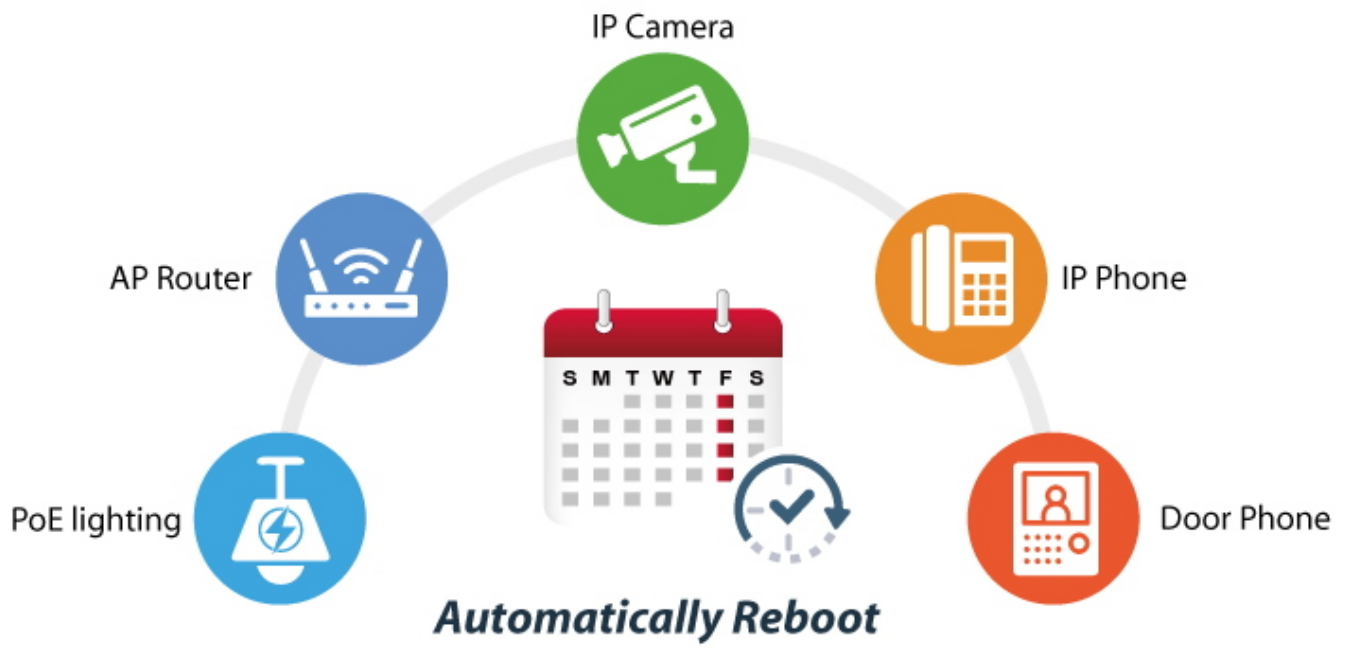 IP Camera
AP Router
IP Phone
S M T W T F S
PoE lighting
Door Phone
Automatically Reboot